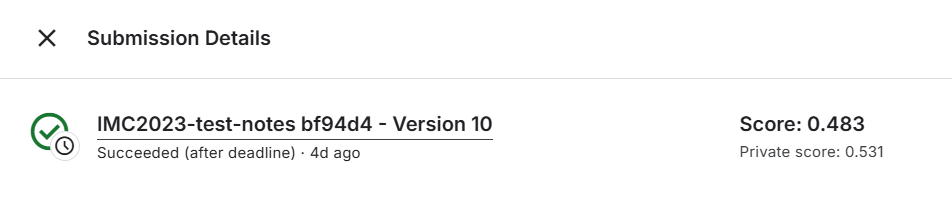 Submission Details
IMC2023-test-notes bf94d4 - Version 10
Score: 0.483
Succeeded (after deadline) · 4d ago
Private score: 0.531